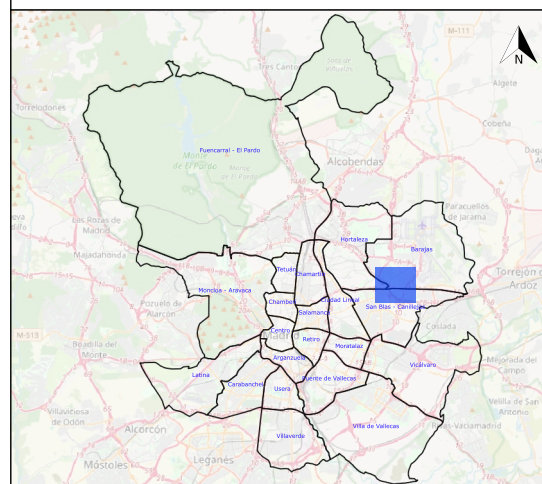 M-111
N
Tres Cantos
Algete
Torrelodones
Cobeña
Fuencarral - El Pardo
Monte
de El Pardo
Alcobendas
Paracuellos
de Jarama
Las Rozas de
Madrid
Hortaleza
Barajas
Majadahonda
Tetuán
Chamartín
Torrejón de
Ardoz
Moncloa - Aravaca
Pozuelo de
Alarcón
Chamberí
Ciudad Lineal
San Blas - Canillejas
Salamanca
M-513
Coslada
Centro
Retiro
Moratalaz
Boadilla del
Monte
Arganzuela
Mejorada del
Campo
Vicálvaro
Latina
Carabanchel
Usera
Puente de Vallecas
Velilla de San
Antonio
Villaviciosa
de Odón
Alcorcón
Villaverde
Villa de Vallecas
Rivas-Vaciamadrid
Leganés
Móstoles